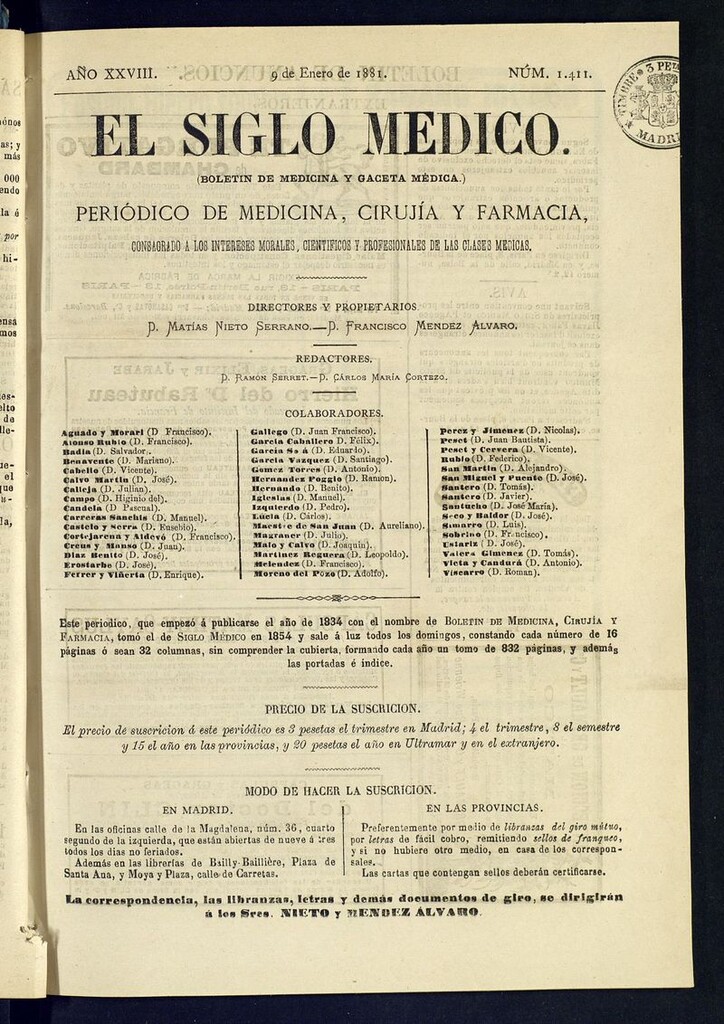 AÑO XXVIII.
9 de Enero de 1881.
NÚM. 1.411.
3 PE
TIMBRE
MADRI
EL SIGLO MEDICO.
(BOLETIN DE MEDICINA Y GACETA MÉDICA.)
PERIÓDICO DE MEDICINA, CIRUJÍA Y FARMACIA,
CONSAGRADO A LOS INTERESES MORALES, CIENTIFICOS Y PROFESIONALES DE LAS CLASES MEDICAS.
DIRECTORES Y PROPIETARIOS
D. MATÍAS NIETO SERRANO.—D. FRANCISCO MENDEZ ALVARO.
REDACTORES.
D. RAMON SERRET.—D. CÁRLOS MARÍA CORTEZO.
COLABORADORES.
Aguado y Morari (D Francisco).
Alonso Rubio (D. Francisco).
Badía (D. Salvador.
Benavente (D. Mariano).
Cabello (D. Vicente).
Calvo Martin (D. José).
Calleja (D. Julian).
Campo (D. Higinio del).
Candela (D Pascual).
Carreras Sanchis (D. Manuel).
Castelo y Serra (D. Eusebio).
Cortejarena y Aldevó (D. Francisco).
Creus y Manso (D. Juan).
Diaz Benito (D. José).
Erostarbe (D. José).
Ferrer y Viñerta (D. Enrique).
Gallego (D. Juan Francisco).
García Caballero (D. Félix).
García (D. Eduardo).
García Vazquez (D. Santiago).
Gomez Torres (D. Antonio).
Hernandez Poggio (D. Ramon).
Hernando (D. Benito).
Iglesias (D. Manuel).
Izquierdo (D. Pedro).
Lucia (D. Cárlos).
Maestre de San Juan (D. Aureliano).
Magraner (D. Julio).
Malo y Calvo (D. Joaquin).
Martinez Reguera (D. Leopoldo).
Melendez (D. Francisco).
Moreno del Pozo (D. Adolfo).
Perez y Jimenez (D. Nicolas).
Peset (D. Juan Bautista).
Peset y Cervera (D. Vicente).
Rubio (D. Federico).
San Martin (D. Alejandro).
San Miguel y Puente (D. José).
Santero (D. Tomás).
Santero (D. Javier).
Santucho (D. José María).
Seco y Baldor (D. José).
Simarro (D. Luis).
Sobrino (D. Francisco).
Ustariz (D. José).
Valera Gimenez (D. Tomás).
Vieta y Candurá (D. Antonio).
Viscarro (D. Roman).
Este periodico, que empezó á publicarse el año de 1834 con el nombre de BOLETIN DE MEDICINA, CIRUJÍA Y
FARMACIA, tomó el de SIGLO MÉDICO en 1854 y sale á luz todos los domingos, constando cada número de 16
páginas ó sean 32 columnas, sin comprender la cubierta, formando cada año un tomo de 832 páginas, y además
las portadas é índice.
PRECIO DE LA SUSCRICION.
El precio de suscricion á este periódico es 3 pesetas el trimestre en Madrid; 4 el trimestre, 8 el semestre
y 15 el año en las provincias, y 20 pesetas el año en Ultramar y en el extranjero.
MODO DE HACER LA SUSCRICION.
EN MADRID.
En las oficinas calle de la Magdalena, núm. 36, cuarto
segundo de la izquierda, que están abiertas de nueve á tres
todos los dias no feriados.
Además en las librerías de Bailly-Baillière, Plaza de
Santa Ana, y Moya y Plaza, calle de Carretas.
EN LAS PROVINCIAS.
Preferentemente por medio de libranzas del giro mútuo,
por letras de fácil cobro, remitiendo sellos de franqueo,
y si no hubiere otro medio, en casa de los correspon-
sales.
Las cartas que contengan sellos deberán certificarse.
La correspondencia, las libranzas, letras y demás documentos de giro, se dirigirán
á los Sres. NIETO y MENDEZ ÁLVARO.